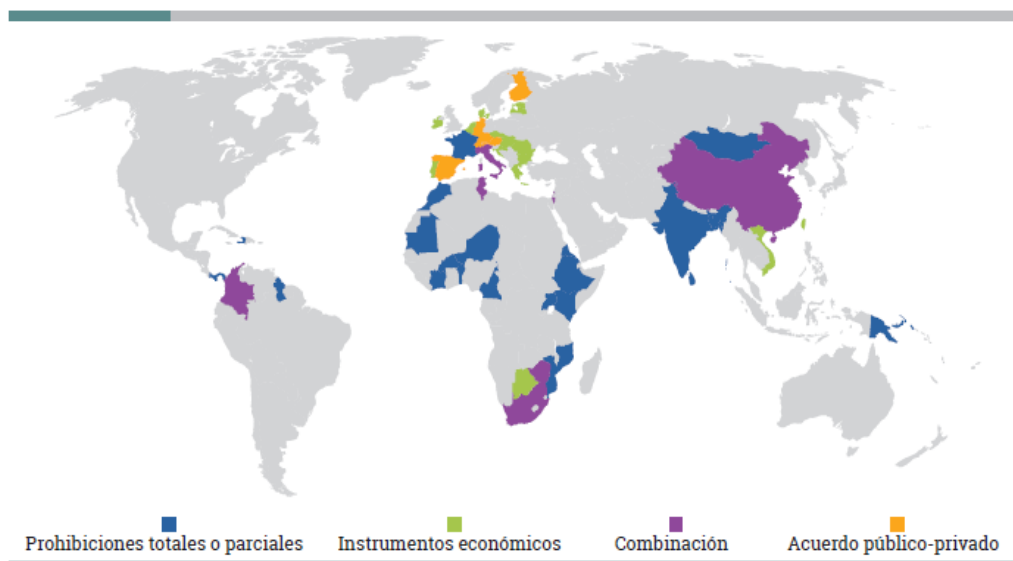 Prohibiciones totales o parciales
Instrumentos económicos
Combinación
Acuerdo público-privado